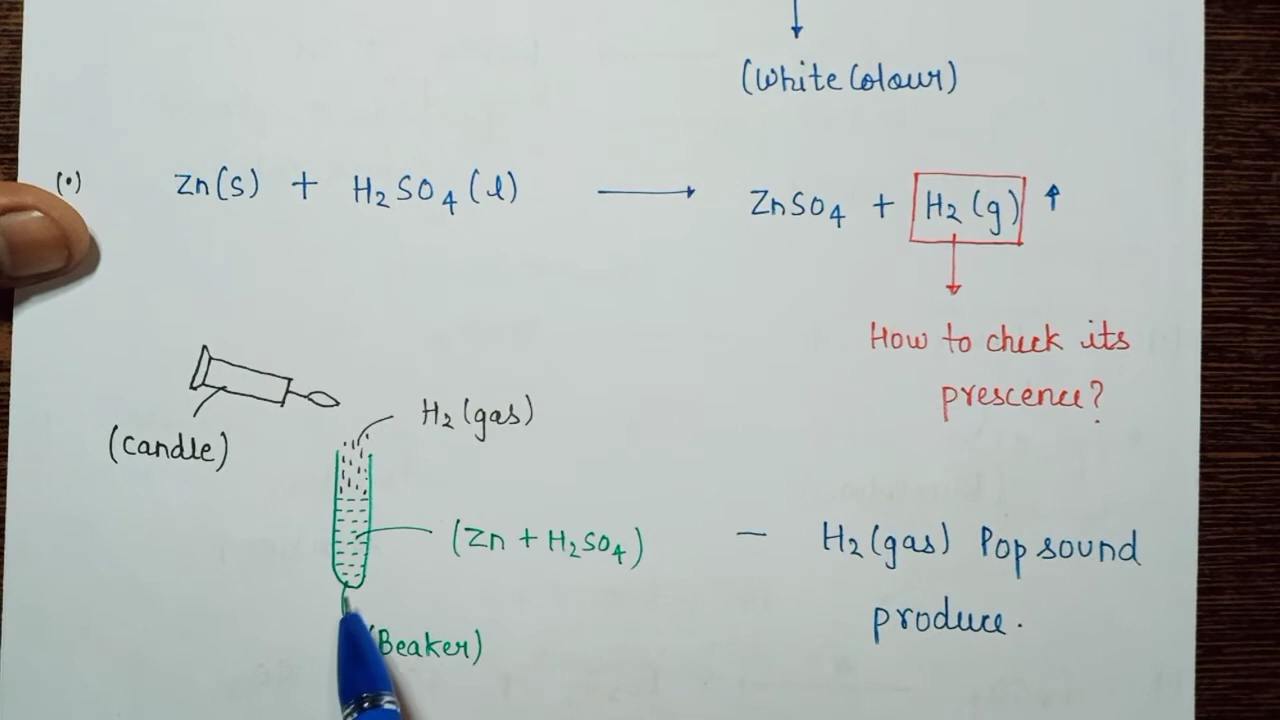 (White Colour)
(•) Zn(s) + H₂SO₄(l) → ZnSO₄ + H₂(g) ↑
How to check its
prescence?
(Candle)
H₂(gas)
(Zn + H₂SO₄)
(Beaker)
– H₂(gas) Pop sound
produce.